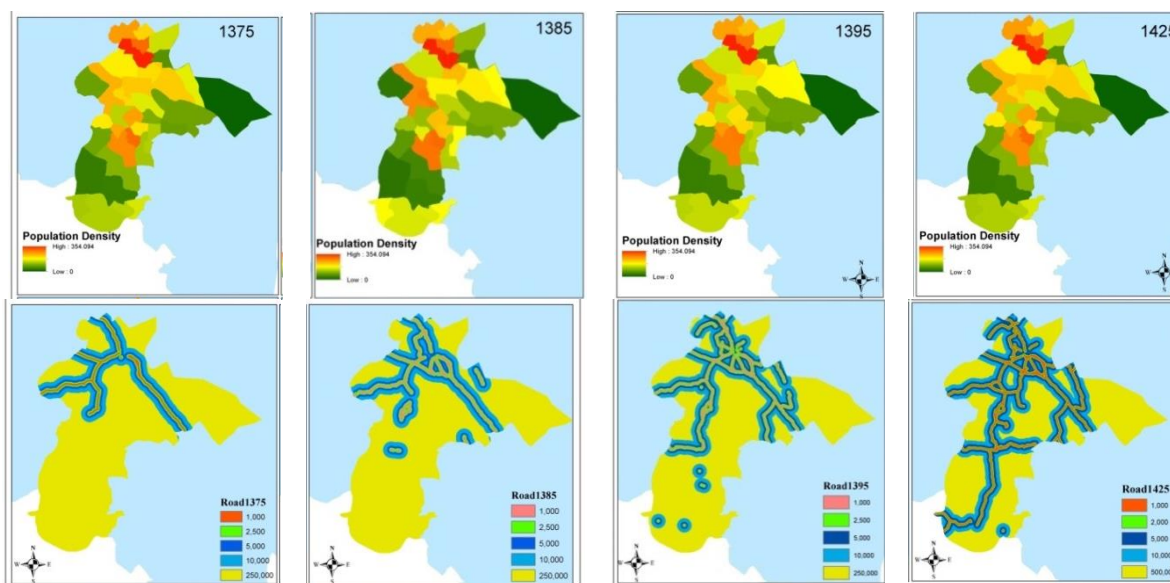 1375
Population Density
High : 354.094
Low : 0
1385
Population Density
High : 354.094
Low : 0
1395
Population Density
High : 354.094
Low : 0
N
W E
S
1425
Population Density
High : 354.094
Low : 0
N
W
S
Road1375
1,000
2,500
5,000
10,000
250,000
N
W E
S
Road1385
1,000
2,500
5,000
10,000
250,000
N
W E
S
Road1395
1,000
2,500
5,000
10,000
250,000
N
W E
S
Road1425
1,000
2,000
5,000
10,000
500,00
N
W E
S